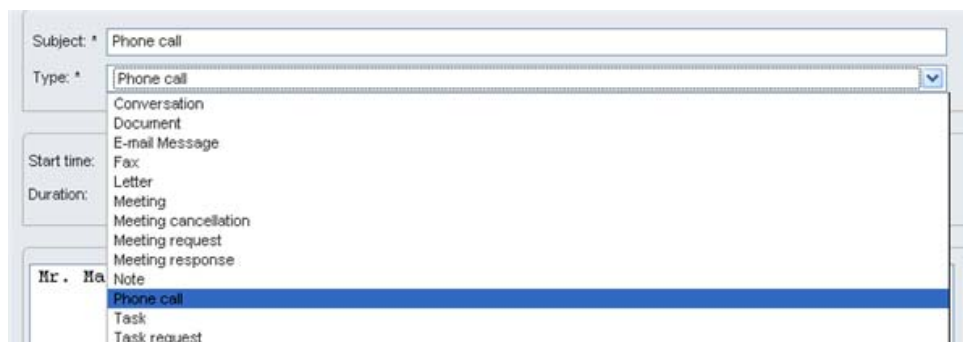 Subject: * Phone call
Type: * Phone call
Conversation
Document
E-mail Message
Start time: Fax
Letter
Duration: Meeting
Meeting cancellation
Meeting request
Meeting response
Mr. Ma Note
Phone call
Task
Task request